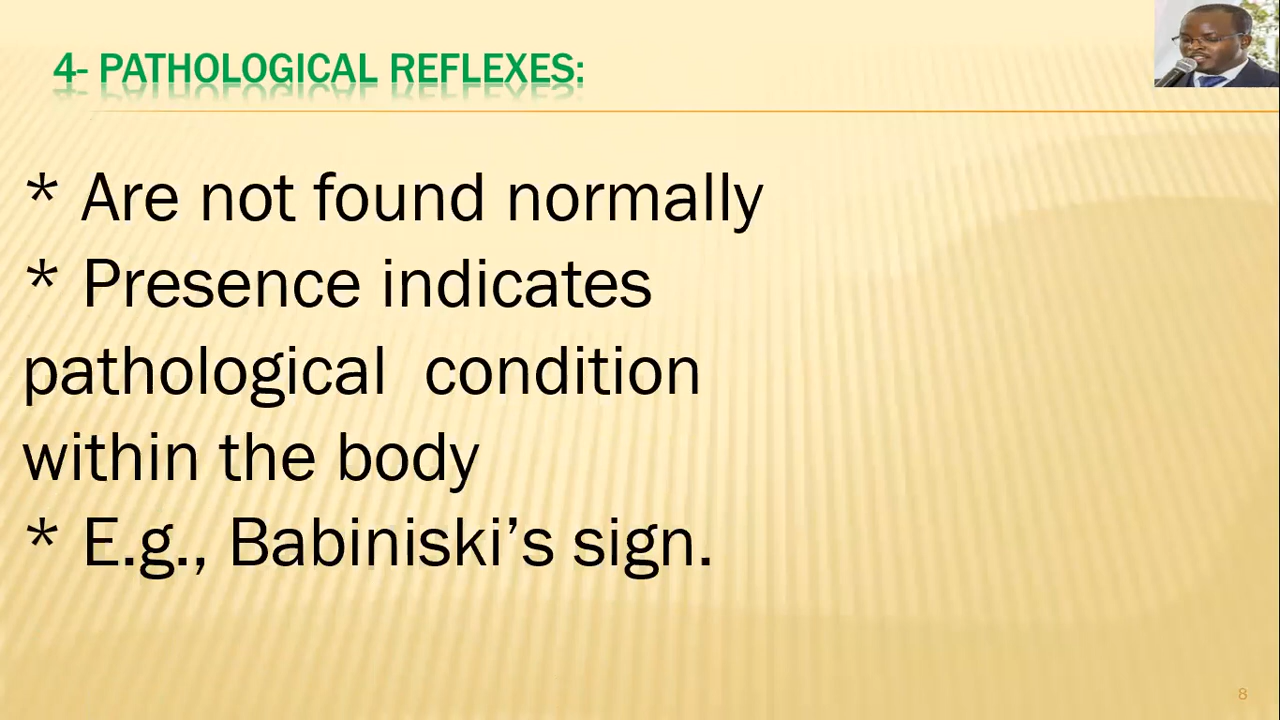 4- PATHOLOGICAL REFLEXES:
* Are not found normally
* Presence indicates
pathological condition
within the body
* E.g., Babiniski’s sign.
8